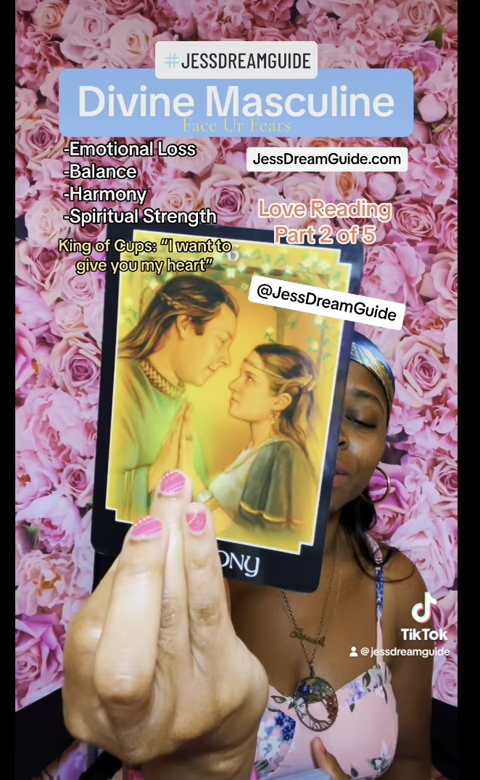 #JESSDREAMGUIDE
Divine Masculine
Face Ur Fears
-Emotional Loss
-Balance
-Harmony
-Spiritual Strength
JessDreamGuide.com
Love Reading
Part 2 of 5
King of Cups: “I want to
give you my heart”
6
@JessDreamGuide
ONY
TikTok
@jessdreamguide